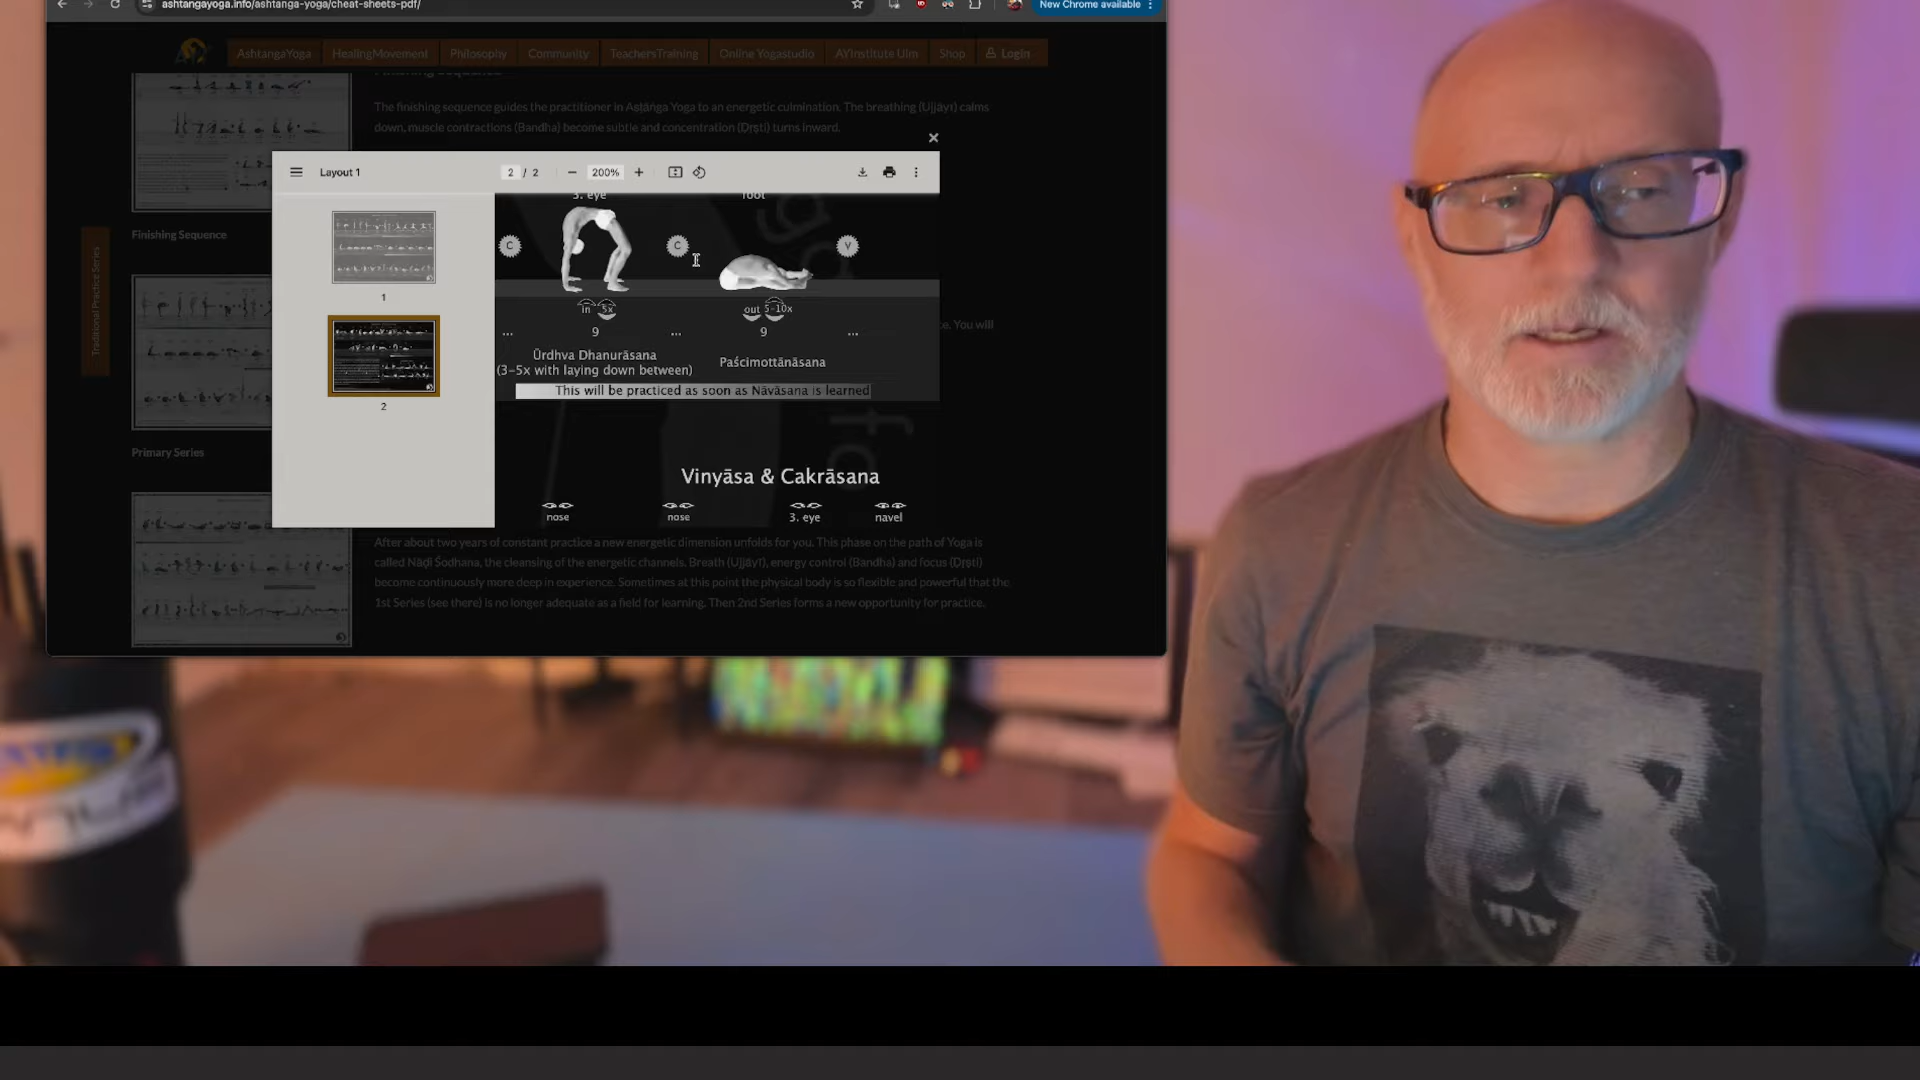 ashtangayoga.info/ashtanga-yoga/cheat-sheets-pdf/
New Chrome available
AshtangaYoga
HealingMovement
Philosophy
Community
TeachersTraining
Online Yogastudio
AYInstitute Ulm
Shop
Login
Finishing Sequence
The finishing sequence guides the practitioner in Aṣṭāṅga Yoga to an energetic culmination. The breathing (Ujjāyī) calms
down, muscle contractions (Bandha) become subtle and concentration (Dṛṣṭi) turns inward.
Layout 1
2 / 2
200%
3. eye
foot
C
C
V
in 5x
out 5-10x
... 9 ... 9 ...
Ūrdhva Dhanurāsana
(3-5x with laying down between)
Paścimottānāsana
This will be practiced as soon as Nāvāsana is learned
Vinyāsa & Cakrāsana
nose
nose
3. eye
navel
1
2
Traditional Practice Series
Finishing Sequence
e. You will
Primary Series
After about two years of constant practice a new energetic dimension unfolds for you. This phase on the path of Yoga is
called Nāḍī Śodhana, the cleansing of the energetic channels. Breath (Ujjāyī), energy control (Bandha) and focus (Dṛṣṭi)
become continuously more deep in experience. Sometimes at this point the physical body is so flexible and powerful that the
1st Series (see there) is no longer adequate as a field for learning. Then 2nd Series forms a new opportunity for practice.